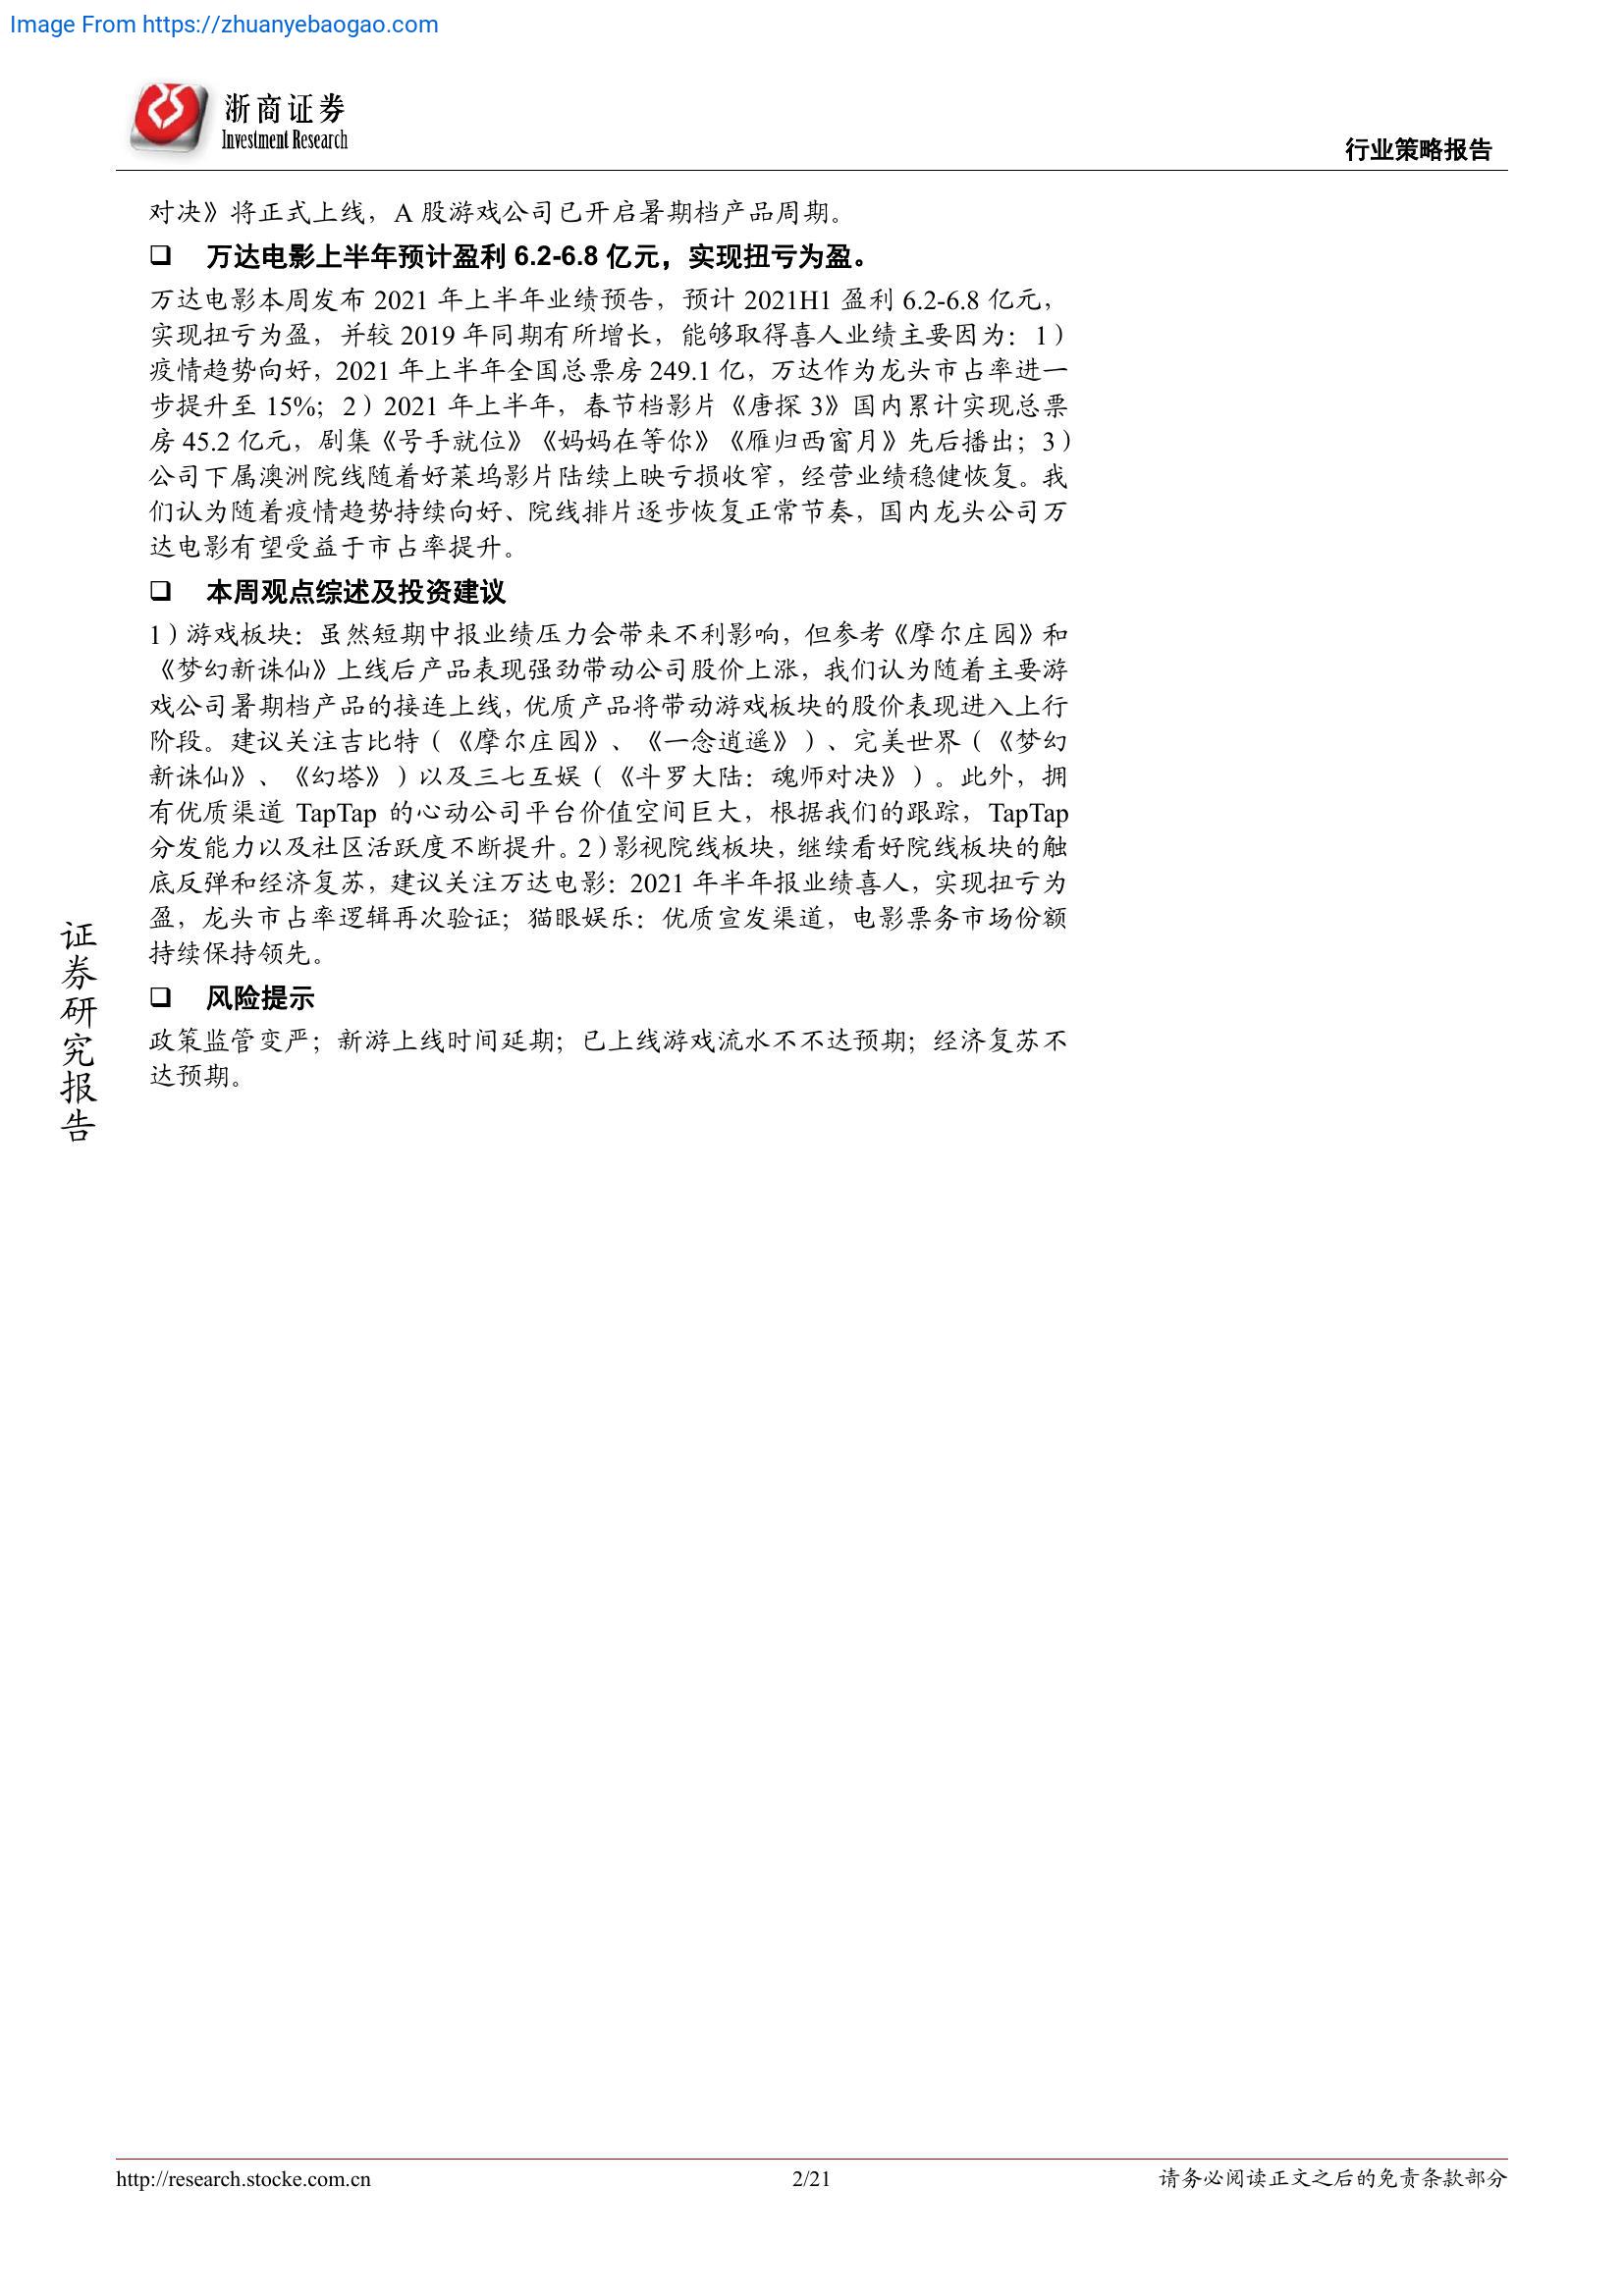 Image From https://zhuanyebaogao.com
浙商证券
Investment Research
行业策略报告
对决》将正式上线，A 股游戏公司已开启暑期档产品周期。
❑ 万达电影上半年预计盈利 6.2-6.8 亿元，实现扭亏为盈。
万达电影本周发布 2021 年上半年业绩预告，预计 2021H1 盈利 6.2-6.8 亿元，
实现扭亏为盈，并较 2019 年同期有所增长，能够取得喜人业绩主要因为：1）
疫情趋势向好，2021 年上半年全国总票房 249.1 亿，万达作为龙头市占率进一
步提升至 15%；2）2021 年上半年，春节档影片《唐探 3》国内累计实现总票
房 45.2 亿元，剧集《号手就位》《妈妈在等你》《雁归西窗月》先后播出；3）
公司下属澳洲院线随着好莱坞影片陆续上映亏损收窄，经营业绩稳健恢复。我
们认为随着疫情趋势持续向好、院线排片逐步恢复正常节奏，国内龙头公司万
达电影有望受益于市占率提升。
❑ 本周观点综述及投资建议
1）游戏板块：虽然短期中报业绩压力会带来不利影响，但参考《摩尔庄园》和
《梦幻新诛仙》上线后产品表现强劲带动公司股价上涨，我们认为随着主要游
戏公司暑期档产品的接连上线，优质产品将带动游戏板块的股价表现进入上行
阶段。建议关注吉比特（《摩尔庄园》、《一念逍遥》）、完美世界（《梦幻
新诛仙》、《幻塔》）以及三七互娱（《斗罗大陆：魂师对决》）。此外，拥
有优质渠道 TapTap 的心动公司平台价值空间巨大，根据我们的跟踪，TapTap
分发能力以及社区活跃度不断提升。2）影视院线板块，继续看好院线板块的触
底反弹和经济复苏，建议关注万达电影：2021 年半年报业绩喜人，实现扭亏为
盈，龙头市占率逻辑再次验证；猫眼娱乐：优质宣发渠道，电影票务市场份额
持续保持领先。
❑ 风险提示
政策监管变严；新游上线时间延期；已上线游戏流水不不达预期；经济复苏不
达预期。
证券研究报告
http://research.stocke.com.cn
2/21
请务必阅读正文之后的免责条款部分